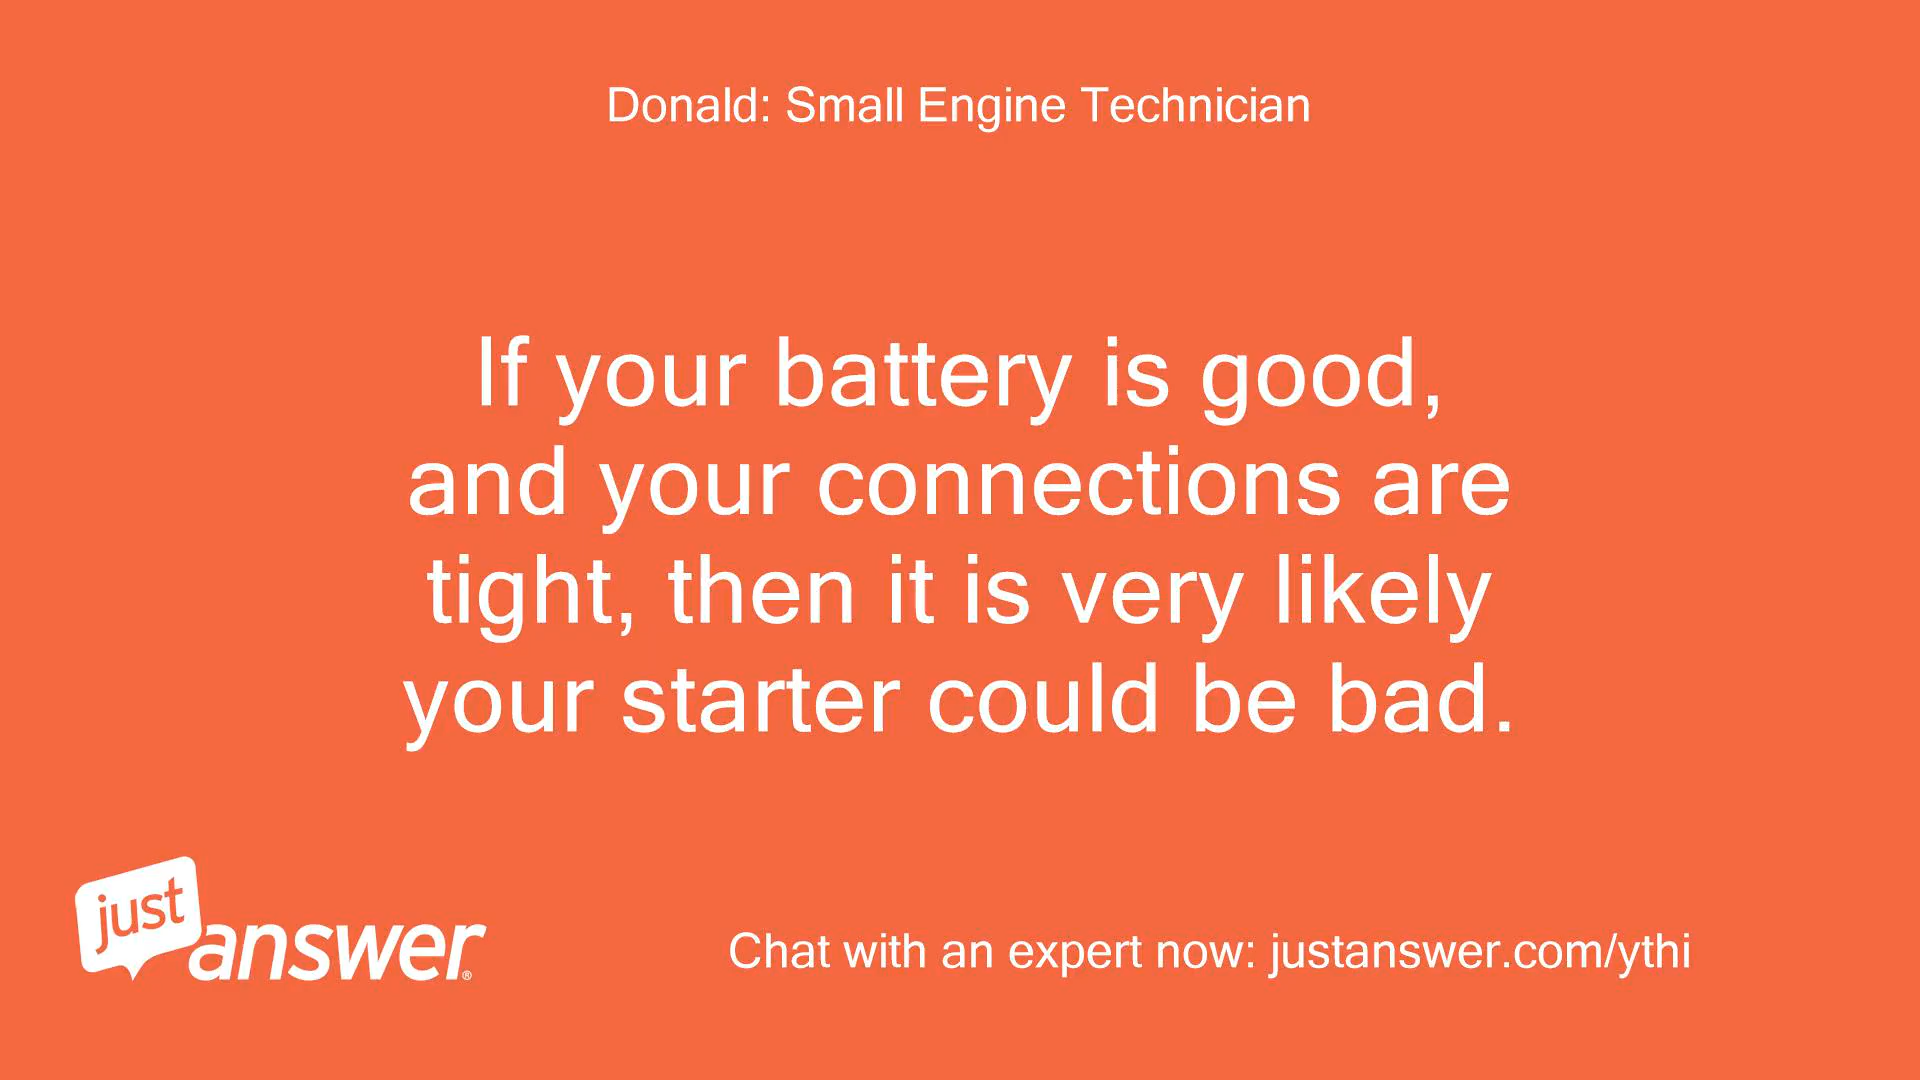 Donald: Small Engine Technician
If your battery is good,
and your connections are
tight, then it is very likely
your starter could be bad.
just
answer®
Chat with an expert now: justanswer.com/ythi